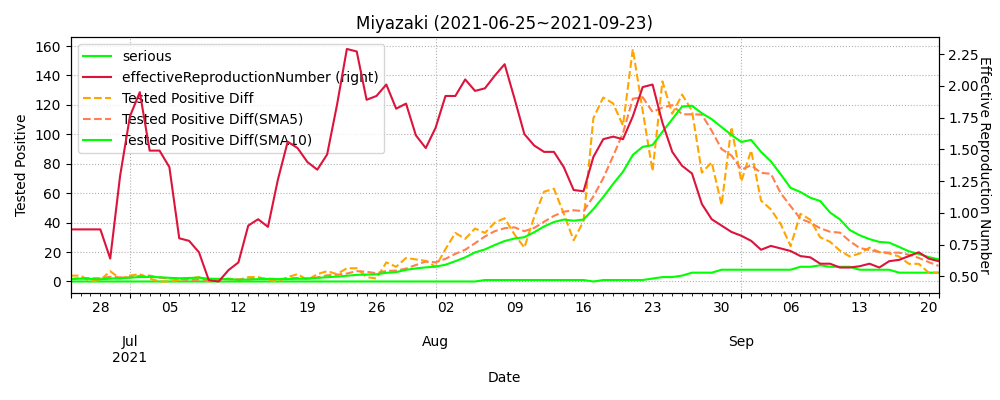 Miyazaki (2021-06-25~2021-09-23)
serious
effectiveReproductionNumber (right)
Tested Positive Diff
Tested Positive Diff(SMA5)
Tested Positive Diff(SMA10)
Tested Positive
160
140
120
100
80
60
40
20
0
2.25
2.00
1.75
1.50
1.25
1.00
0.75
0.50
Effective Reproduction Number
28 05 12 19 26 02 09 16 23 30 06 13 20
Jul Aug Sep
2021
Date